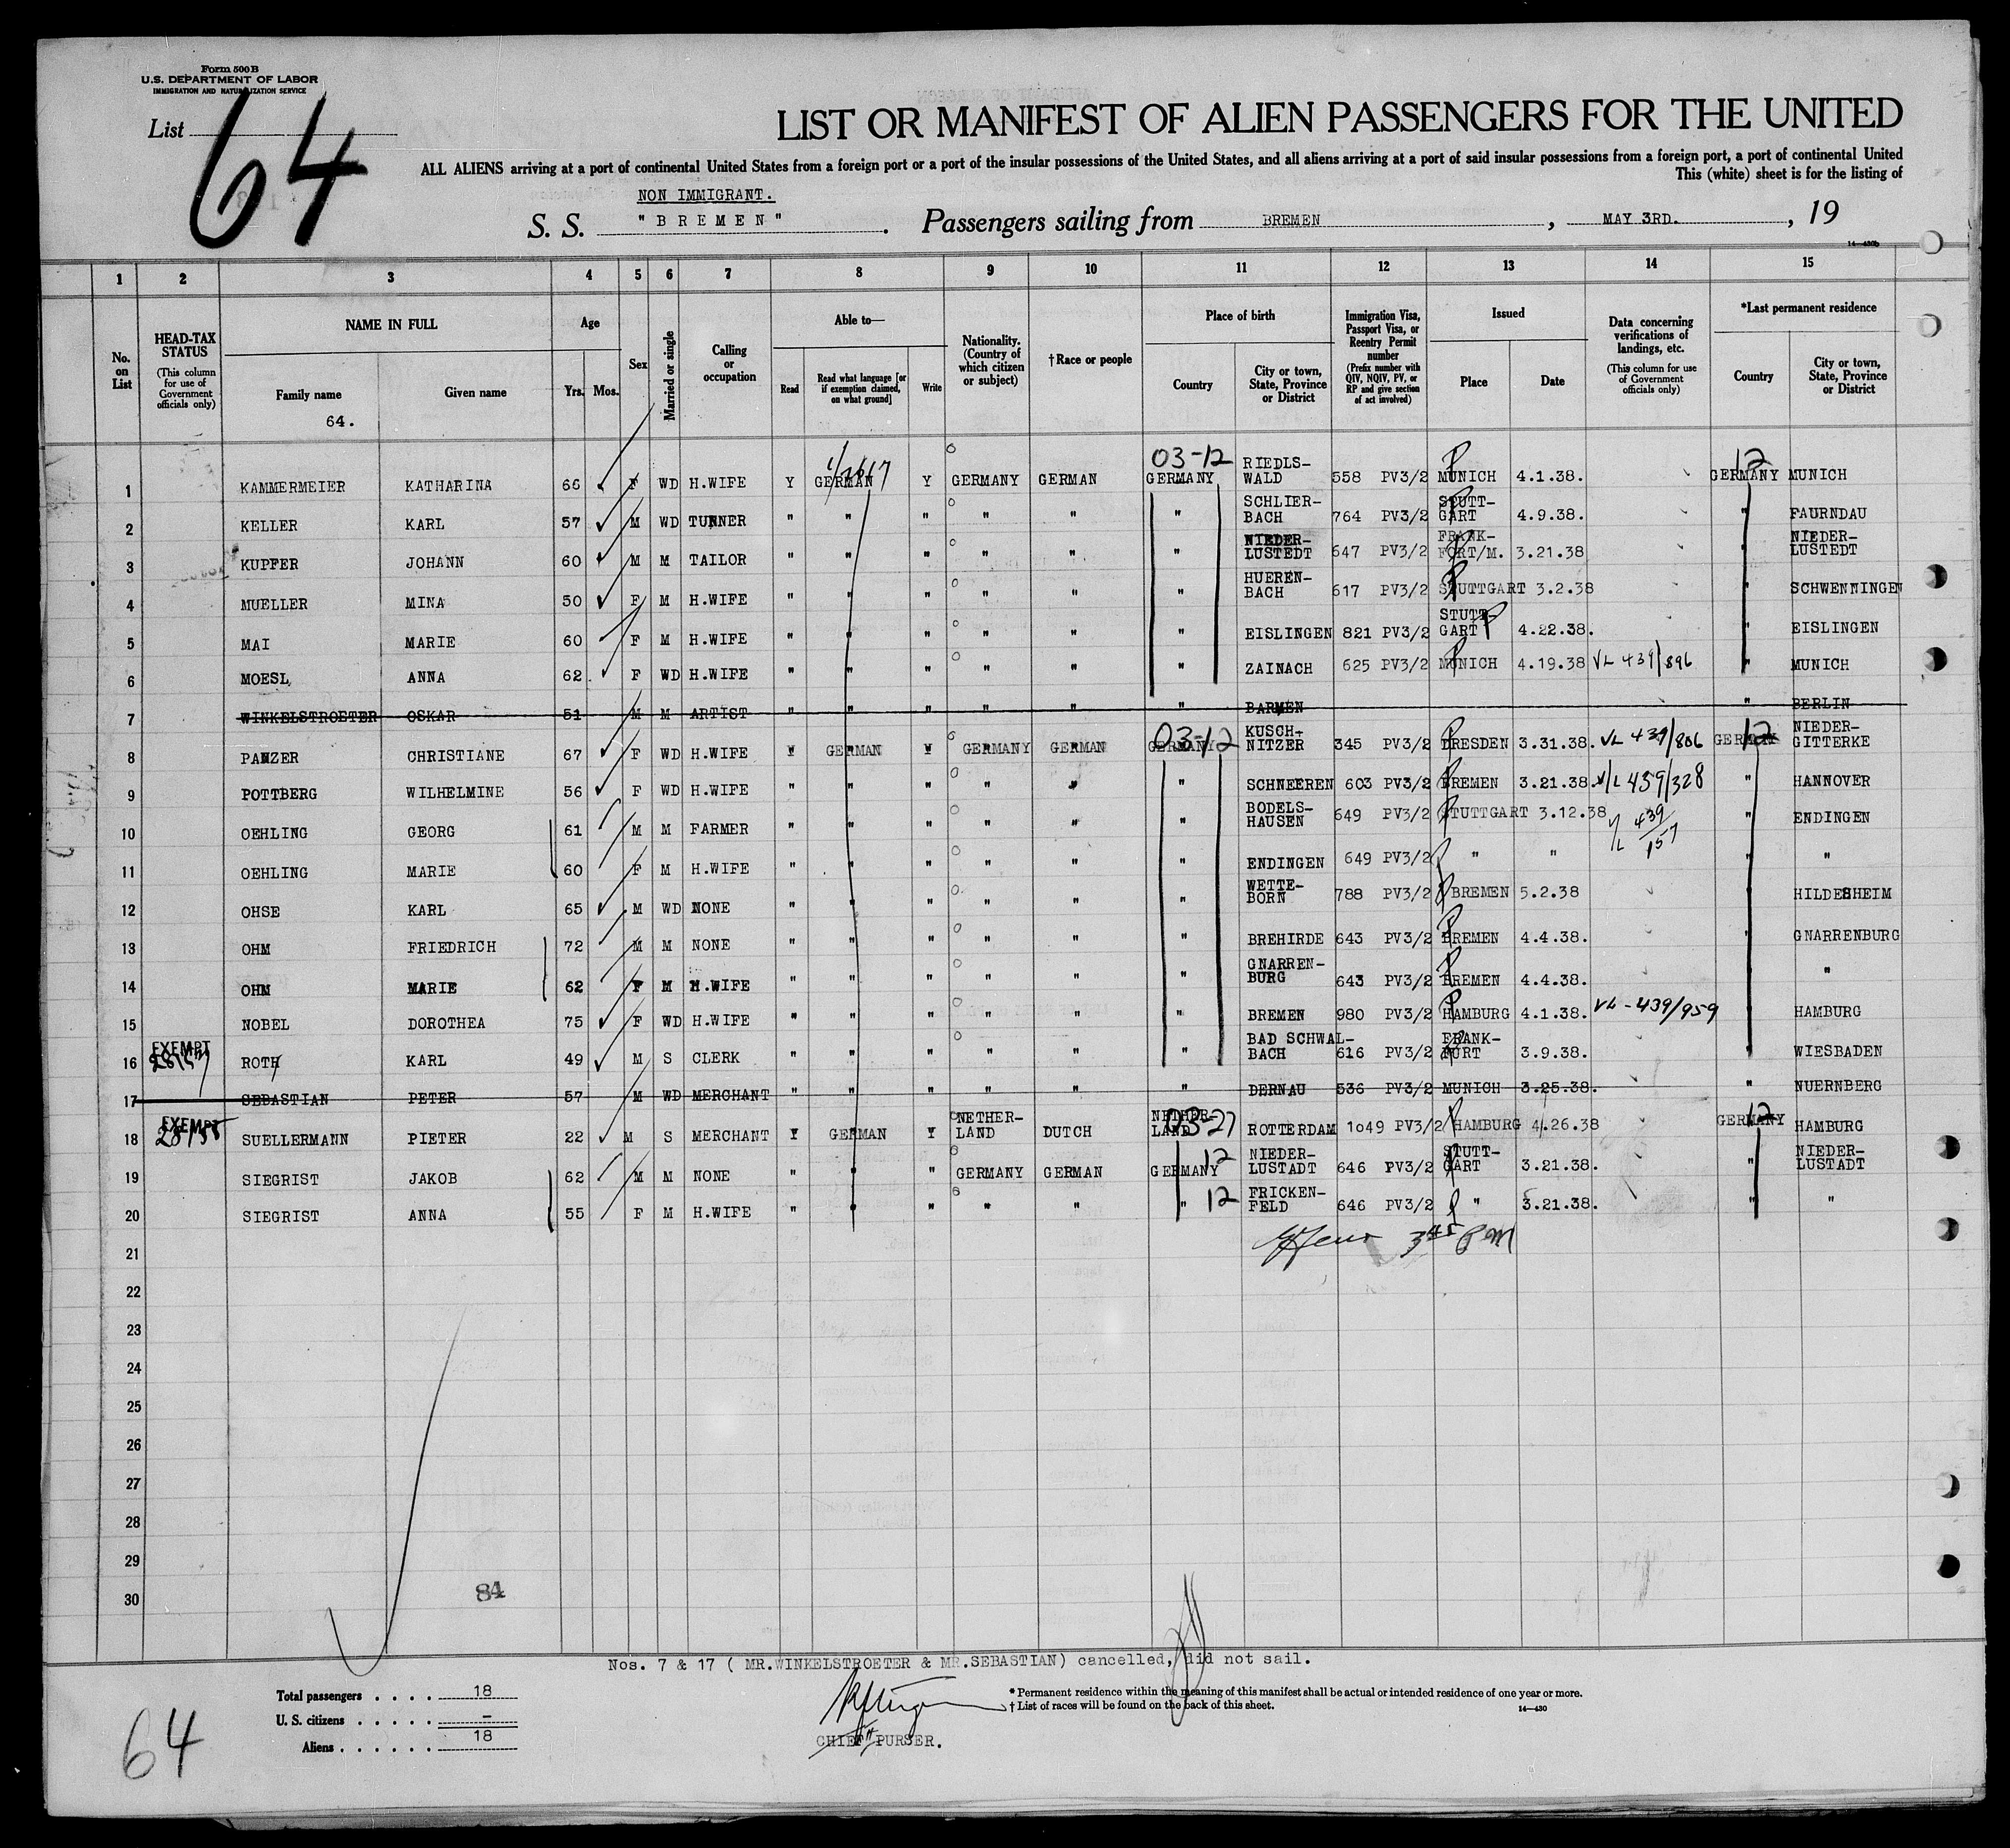 Form 500B
U.S. DEPARTMENT OF LABOR
IMMIGRATION AND NATURALIZATION SERVICE
List 64
LIST OR MANIFEST OF ALIEN PASSENGERS FOR THE UNITED
ALL ALIENS arriving at a port of continental United States from a foreign port or a port of the insular possessions of the United States, and all aliens arriving at a port of said insular possessions from a foreign port, a port of continental United
This (white) sheet is for the listing of
NON IMMIGRANT.
S. S. "BREMEN". Passengers sailing from BREMEN, MAY 3RD., 19
14—430b
1 2 3 4 5 6 7 8 9 10 11 12 13 14 15
No. on List
HEAD-TAX STATUS (This column for use of Government officials only)
NAME IN FULL
Family name
64.
Given name
Age
Yrs. Mos.
Sex
Married or single
Calling or occupation
Able to—
Read
Read what language [or if exemption claimed, on what ground]
Write
Nationality. (Country of which citizen or subject)
†Race or people
Place of birth
Country
City or town, State, Province or District
Immigration Visa, Passport Visa, or Reentry Permit number (Prefix number with QIV, NQIV, PV, or RP and give section of act involved)
Issued
Place
Date
Data concerning verifications of landings, etc. (This column for use of Government officials only)
*Last permanent residence
Country
City or town, State, Province or District
03-12 12
1 KAMMERMEIER KATHARINA 66 F WD H.WIFE Y GERMAN Y GERMANY GERMAN GERMANY RIEDLS-WALD 558 PV3/2 MUNICH 4.1.38. GERMANY MUNICH
2 KELLER KARL 57 M WD TURNER " " " " " " SCHLIER-BACH 764 PV3/2 STUTT-GART 4.9.38. " FAURNDAU
3 KUPFER JOHANN 60 M M TAILOR " " " " " " NIEDER-LUSTEDT 647 PV3/2 FRANK-FORT/M. 3.21.38 " NIEDER-LUSTEDT
4 MUELLER MINA 50 F M H.WIFE " " " " " " HUEREN-BACH 617 PV3/2 STUTTGART 3.2.38 " SCHWENNINGEN
5 MAI MARIE 60 F M H.WIFE " " " " " " EISLINGEN 821 PV3/2 STUTT-GART 4.22.38. " EISLINGEN
6 MOESL ANNA 62. F WD H.WIFE " " " " " " ZAINACH 625 PV3/2 MUNICH 4.19.38 VL 439/896 " MUNICH
7 WINKELSTROETER OSKAR 51 M M ARTIST " " " " " " BARMEN " BERLIN
8 PANZER CHRISTIANE 67 F WD H.WIFE Y GERMAN Y GERMANY GERMAN GERMANY 03-12 KUSCH-NITZER 345 PV3/2 DRESDEN 3.31.38. VL 439/806 GERMANY 12 NIEDER-GITTERKE
9 POTTBERG WILHELMINE 56 F WD H.WIFE " " " " " " SCHNEEREN 603 PV3/2 BREMEN 3.21.38. V/L 439/328 " HANNOVER
10 OEHLING GEORG 61 M M FARMER " " " " " " BODELS-HAUSEN 649 PV3/2 STUTTGART 3.12.38 V/L 439/157 " ENDINGEN
11 OEHLING MARIE 60 F M H.WIFE " " " " " " ENDINGEN 649 PV3/2 " " " "
12 OHSE KARL 65 M WD NONE " " " " " " WETTE-BORN 788 PV3/2 BREMEN 5.2.38 " HILDESHEIM
13 OHM FRIEDRICH 72 M M NONE " " " " " " BREHIRDE 643 PV3/2 BREMEN 4.4.38. " GNARRENBURG
14 OHM MARIE 62 F M H.WIFE " " " " " " GNARREN-BURG 643 PV3/2 BREMEN 4.4.38. " "
15 NOBEL DOROTHEA 75 F WD H.WIFE " " " " " " BREMEN 980 PV3/2 HAMBURG 4.1.38. VL-439/959 " HAMBURG
16 EXEMPT ROTH KARL 49 M S CLERK " " " " " " BAD SCHWAL-BACH 616 PV3/2 FRANK-FURT 3.9.38. " WIESBADEN
17 SEBASTIAN PETER 57 M WD MERCHANT " " " " " " DERNAU 536 PV3/2 MUNICH 3.25.38. " NUERNBERG
18 EXEMPT SUELLERMANN PIETER 22 M S MERCHANT Y GERMAN Y NETHER-LAND DUTCH NETHER-LAND 03-27 ROTTERDAM 1049 PV3/2 HAMBURG 4.26.38 GERMANY 12 HAMBURG
19 SIEGRIST JAKOB 62 M M NONE " " " GERMANY GERMAN GERMANY 12 NIEDER-LUSTADT 646 PV3/2 STUTT-GART 3.21.38. " NIEDER-LUSTADT
20 SIEGRIST ANNA 55 F M H.WIFE " " " " " " 12 FRICKEN-FELD 646 PV3/2 " 3.21.38. " "
21 3 45 PM
22
23
24
25
26
27
28
29
30
84
Nos. 7 & 17 ( MR.WINKELSTROETER & MR.SEBASTIAN) cancelled, did not sail.
Total passengers . . . . 18
U. S. citizens . . . . . –
Aliens . . . . . . 18
64
CHIEF PURSER.
* Permanent residence within the meaning of this manifest shall be actual or intended residence of one year or more.
† List of races will be found on the back of this sheet.
14—430